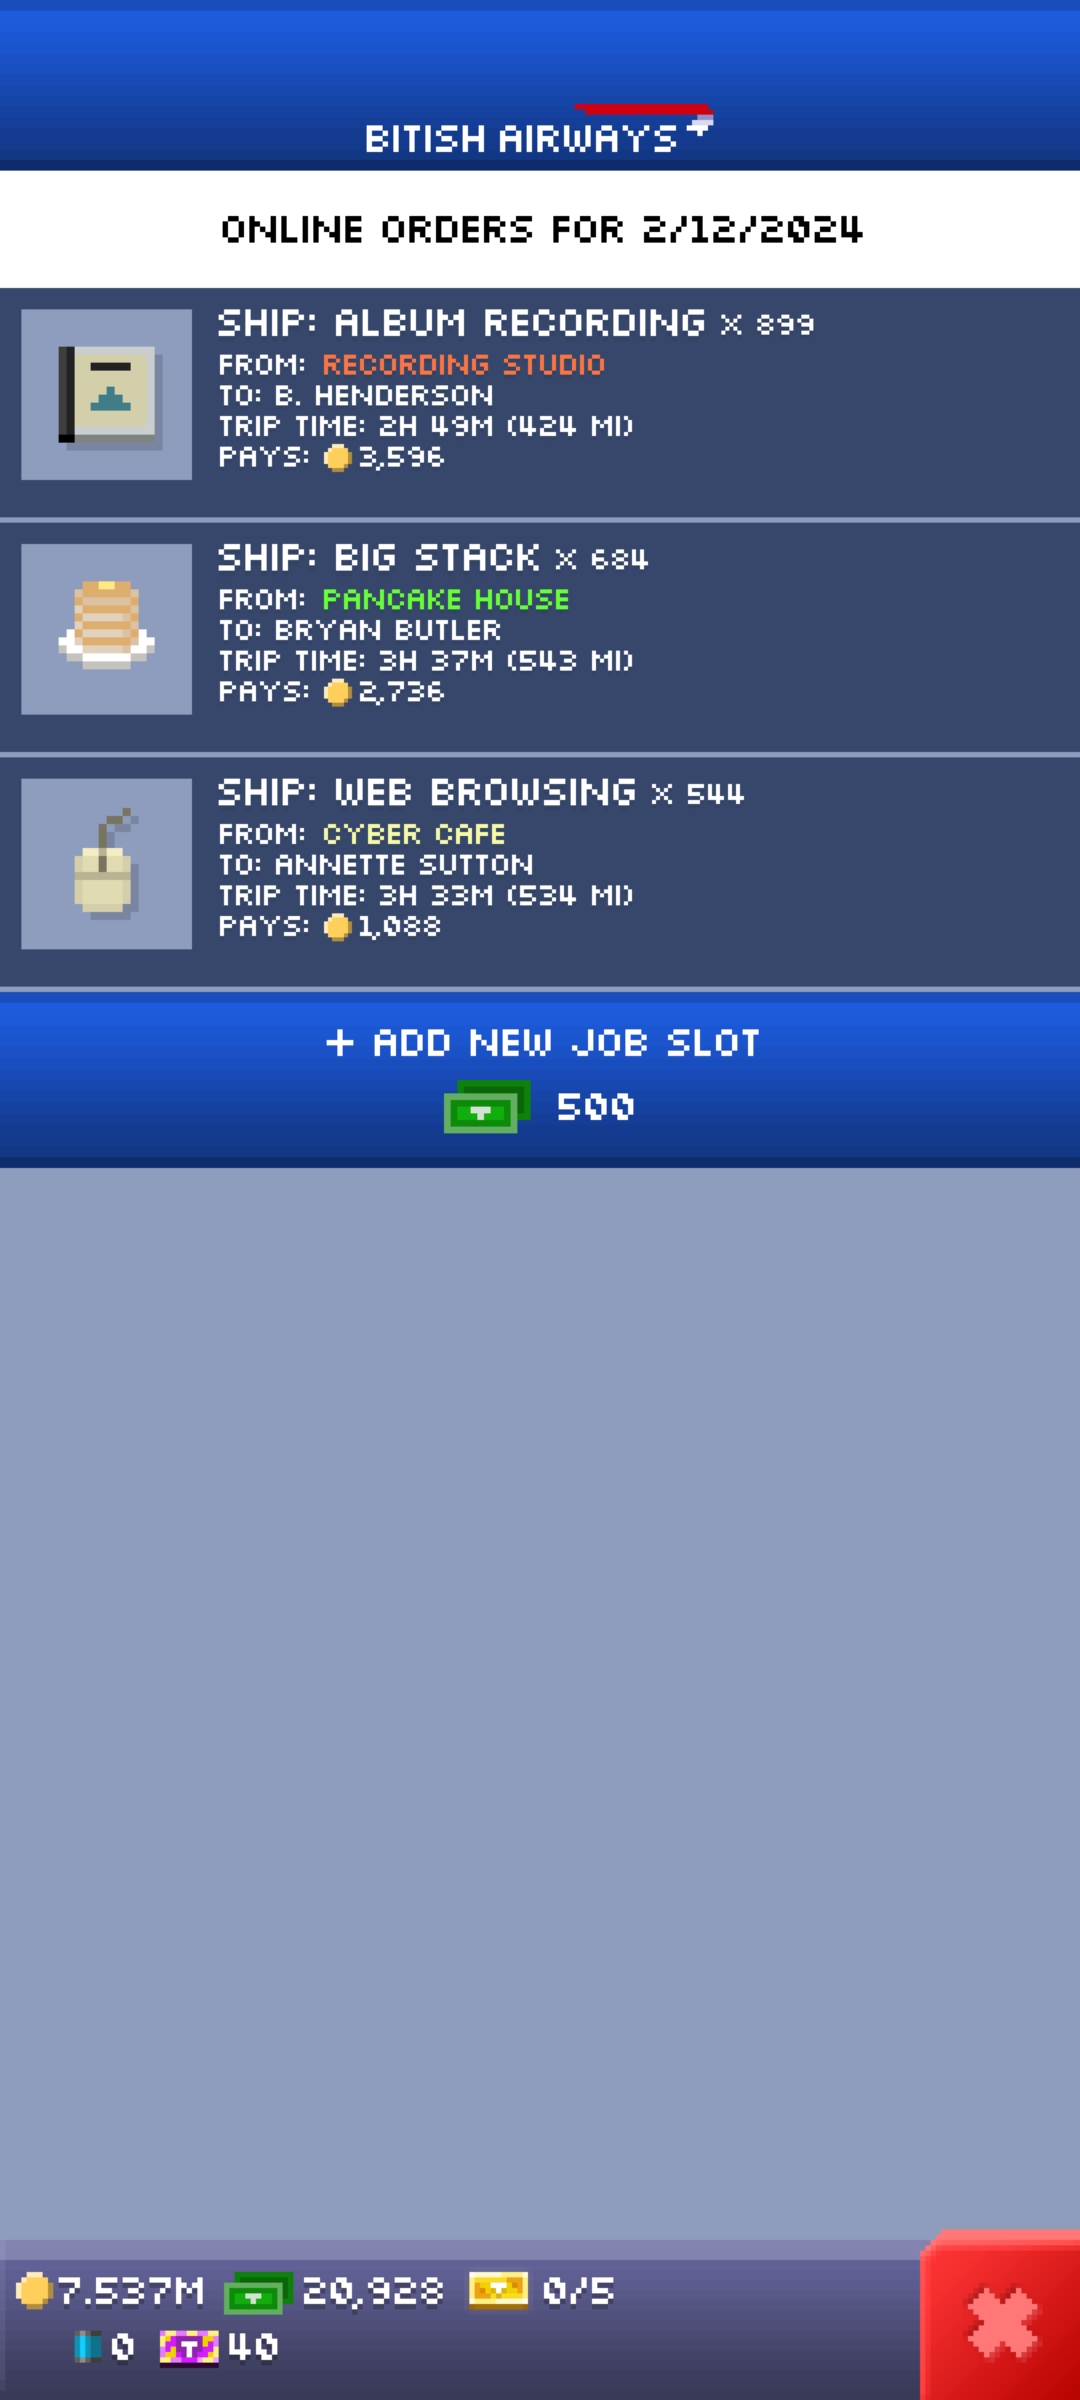 BITISH AIRWAYS
ONLINE ORDERS FOR 2/12/2024
SHIP: ALBUM RECORDING X 899
FROM: RECORDING STUDIO
TO: B. HENDERSON
TRIP TIME: 2H 49M (424 MI)
PAYS: 3,596
SHIP: BIG STACK X 684
FROM: PANCAKE HOUSE
TO: BRYAN BUTLER
TRIP TIME: 3H 37M (543 MI)
PAYS: 2,736
SHIP: WEB BROWSING X 544
FROM: CYBER CAFE
TO: ANNETTE SUTTON
TRIP TIME: 3H 33M (534 MI)
PAYS: 1,088
+ ADD NEW JOB SLOT
500
7.537M 20,928 0/5
0 T 40